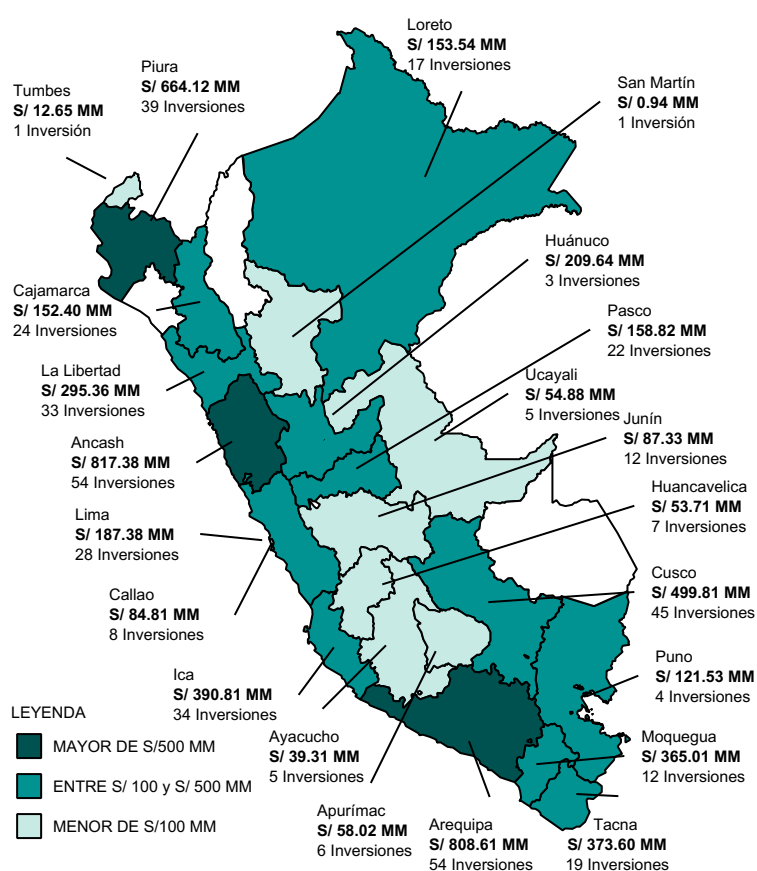 Loreto
S/ 153.54 MM
17 Inversiones
Piura
S/ 664.12 MM
39 Inversiones
San Martín
S/ 0.94 MM
1 Inversión
Tumbes
S/ 12.65 MM
1 Inversión
Huánuco
S/ 209.64 MM
3 Inversiones
Cajamarca
S/ 152.40 MM
24 Inversiones
Pasco
S/ 158.82 MM
22 Inversiones
La Libertad
S/ 295.36 MM
33 Inversiones
Ucayali
S/ 54.88 MM
5 Inversiones
Junín
S/ 87.33 MM
12 Inversiones
Ancash
S/ 817.38 MM
54 Inversiones
Huancavelica
S/ 53.71 MM
7 Inversiones
Lima
S/ 187.38 MM
28 Inversiones
Cusco
S/ 499.81 MM
45 Inversiones
Callao
S/ 84.81 MM
8 Inversiones
Puno
S/ 121.53 MM
4 Inversiones
Ica
S/ 390.81 MM
34 Inversiones
Ayacucho
S/ 39.31 MM
5 Inversiones
Moquegua
S/ 365.01 MM
12 Inversiones
Apurímac
S/ 58.02 MM
6 Inversiones
Arequipa
S/ 808.61 MM
54 Inversiones
Tacna
S/ 373.60 MM
19 Inversiones
LEYENDA
MAYOR DE S/500 MM
ENTRE S/ 100 y S/ 500 MM
MENOR DE S/100 MM